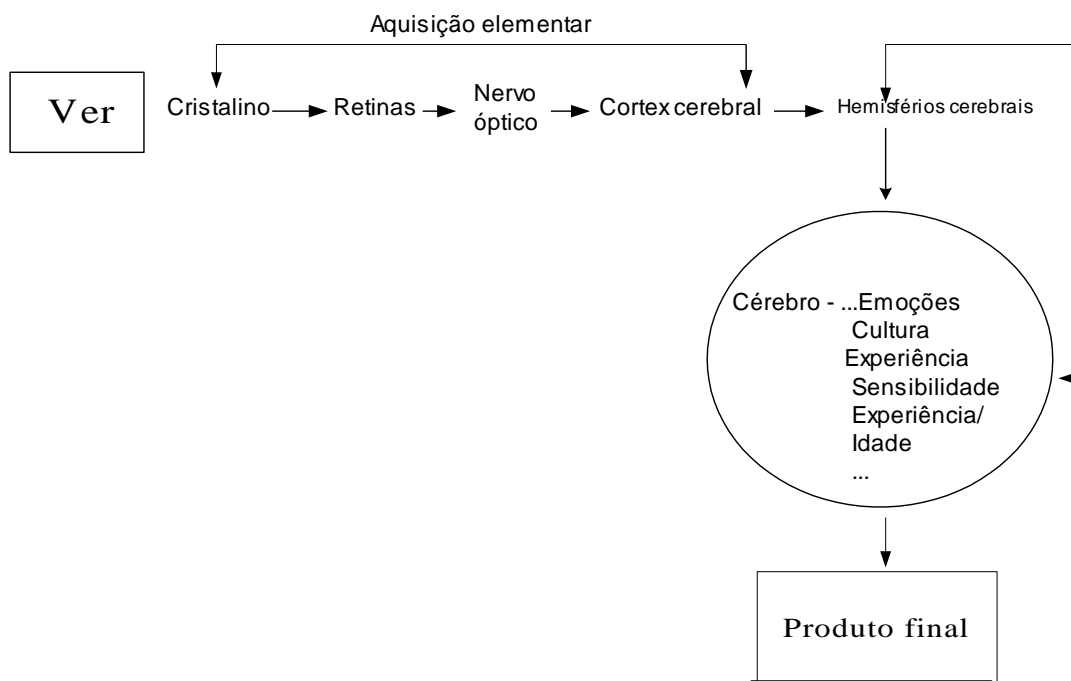 Aquisição elementar
Ver
Cristalino
Retinas
Nervo
óptico
Cortex cerebral
Hemisférios cerebrais
Cérebro - ...Emoções
Cultura
Experiência
Sensibilidade
Experiência/
Idade
...
Produto final